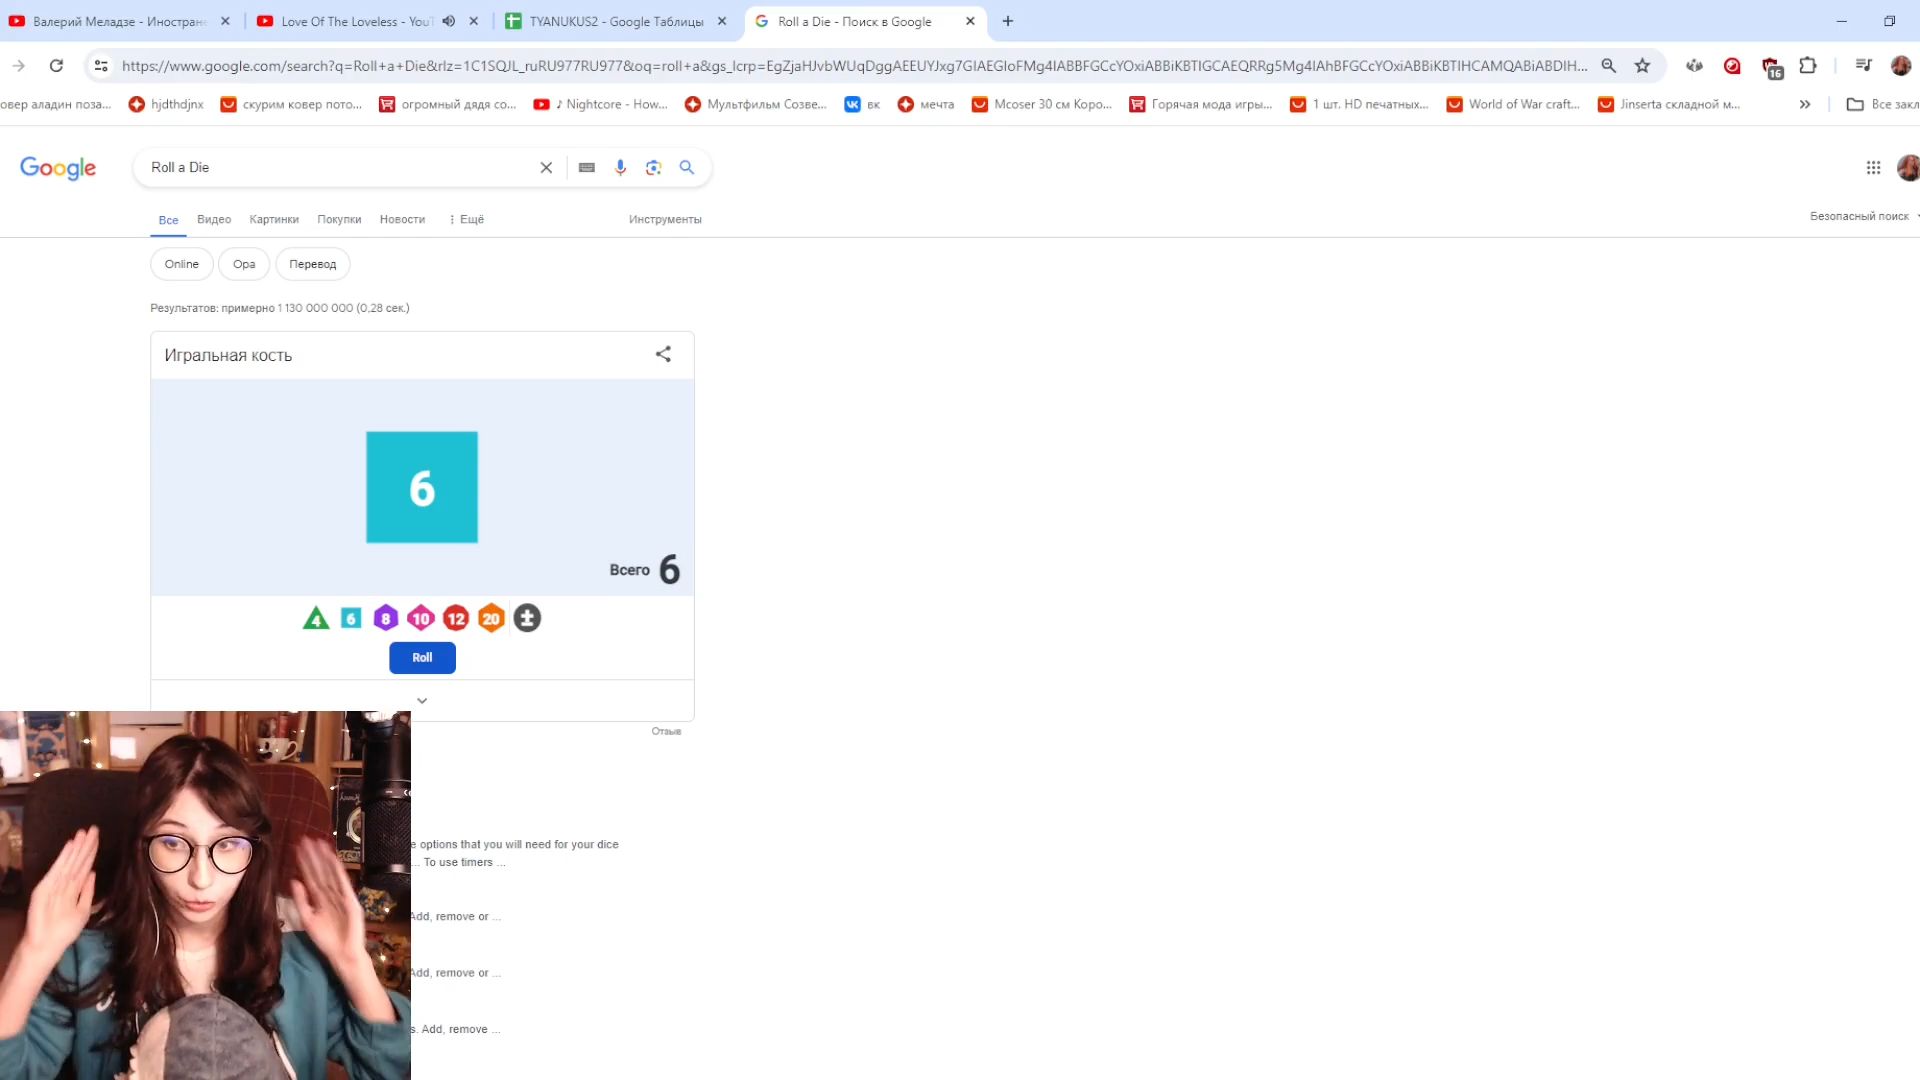 Валерий Меладзе - Иностране
Love Of The Loveless - You
TYANUKUS2 - Google Таблицы
Roll a Die - Поиск в Google
https://www.google.com/search?q=Roll+a+Die&rlz=1C1SQJL_ruRU977RU977&oq=roll+a&gs_lcrp=EgZjaHJvbWUqDggAEEUYJxg7GIAEGIoFMg4IABBFGCcYOxiABBiKBTIGCAEQRRg5Mg4IAhBFGCcYOxiABBiKBTIHCAMQABiABDIH...
16
овер аладин поза...
hjdthdjnx
скурим ковер пото...
огромный дядя со...
♪ Nightcore - How...
Мультфильм Созве...
вк
мечта
Mcoser 30 см Коро...
Горячая мода игры...
1 шт. HD печатных...
World of War craft...
Jinserta складной м...
Все закл
Google
Roll a Die
Все
Видео
Картинки
Покупки
Новости
Ещё
Инструменты
Безопасный поиск
Online
Ора
Перевод
Результатов: примерно 1 130 000 000 (0,28 сек.)
Игральная кость
6
Всего 6
4 6 8 10 12 20 ±
Roll
Отзыв
e options that you will need for your dice
... To use timers ...
Add, remove or ...
Add, remove or ...
s. Add, remove ...